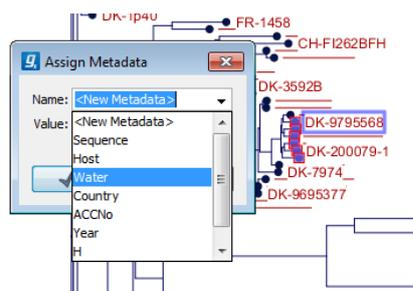 DK-1p40
FR-1458
CH-FI262BFH
Assign Metadata
DK-3592B
Name: <New Metadata>
Value: <New Metadata>
DK-9795568
Sequence
Host
DK-200079-1
Water
DK-7974
Country
DK-9695377
ACCNo
Year
H